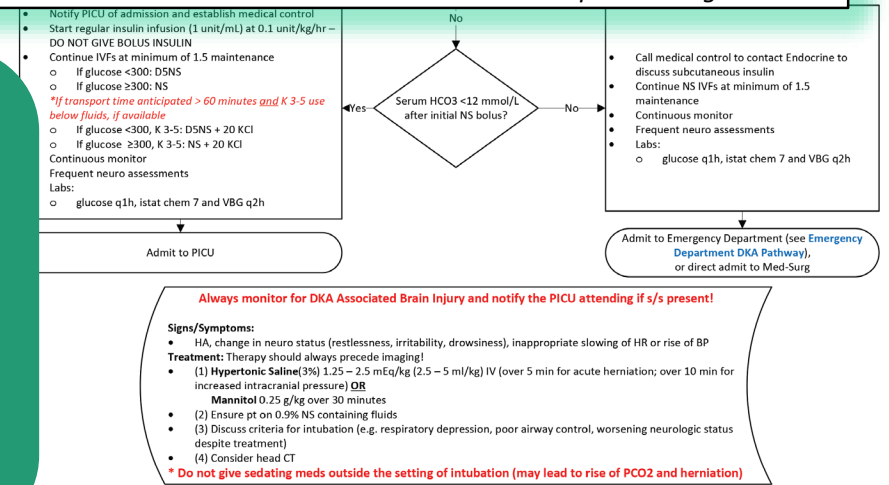 Notify PICU of admission and establish medical control
Start regular insulin infusion (1 unit/mL) at 0.1 unit/kg/hr –
DO NOT GIVE BOLUS INSULIN
Continue IVFs at minimum of 1.5 maintenance
If glucose <300: D5NS
If glucose ≥300: NS
*If transport time anticipated > 60 minutes and K 3-5 use
below fluids, if available
If glucose <300, K 3-5: D5NS + 20 KCl
If glucose ≥300, K 3-5: NS + 20 KCl
Continuous monitor
Frequent neuro assessments
Labs:
glucose q1h, istat chem 7 and VBG q2h
Admit to PICU
No
Serum HCO3 <12 mmol/L
after initial NS bolus?
Yes
No
Call medical control to contact Endocrine to
discuss subcutaneous insulin
Continue NS IVFs at minimum of 1.5
maintenance
Continuous monitor
Frequent neuro assessments
Labs:
glucose q1h, istat chem 7 and VBG q2h
Admit to Emergency Department (see Emergency
Department DKA Pathway),
or direct admit to Med-Surg
Always monitor for DKA Associated Brain Injury and notify the PICU attending if s/s present!
Signs/Symptoms:
HA, change in neuro status (restlessness, irritability, drowsiness), inappropriate slowing of HR or rise of BP
Treatment: Therapy should always precede imaging!
(1) Hypertonic Saline(3%) 1.25 – 2.5 mEq/kg (2.5 – 5 ml/kg) IV (over 5 min for acute herniation; over 10 min for
increased intracranial pressure) OR
Mannitol 0.25 g/kg over 30 minutes
(2) Ensure pt on 0.9% NS containing fluids
(3) Discuss criteria for intubation (e.g. respiratory depression, poor airway control, worsening neurologic status
despite treatment)
(4) Consider head CT
* Do not give sedating meds outside the setting of intubation (may lead to rise of PCO2 and herniation)